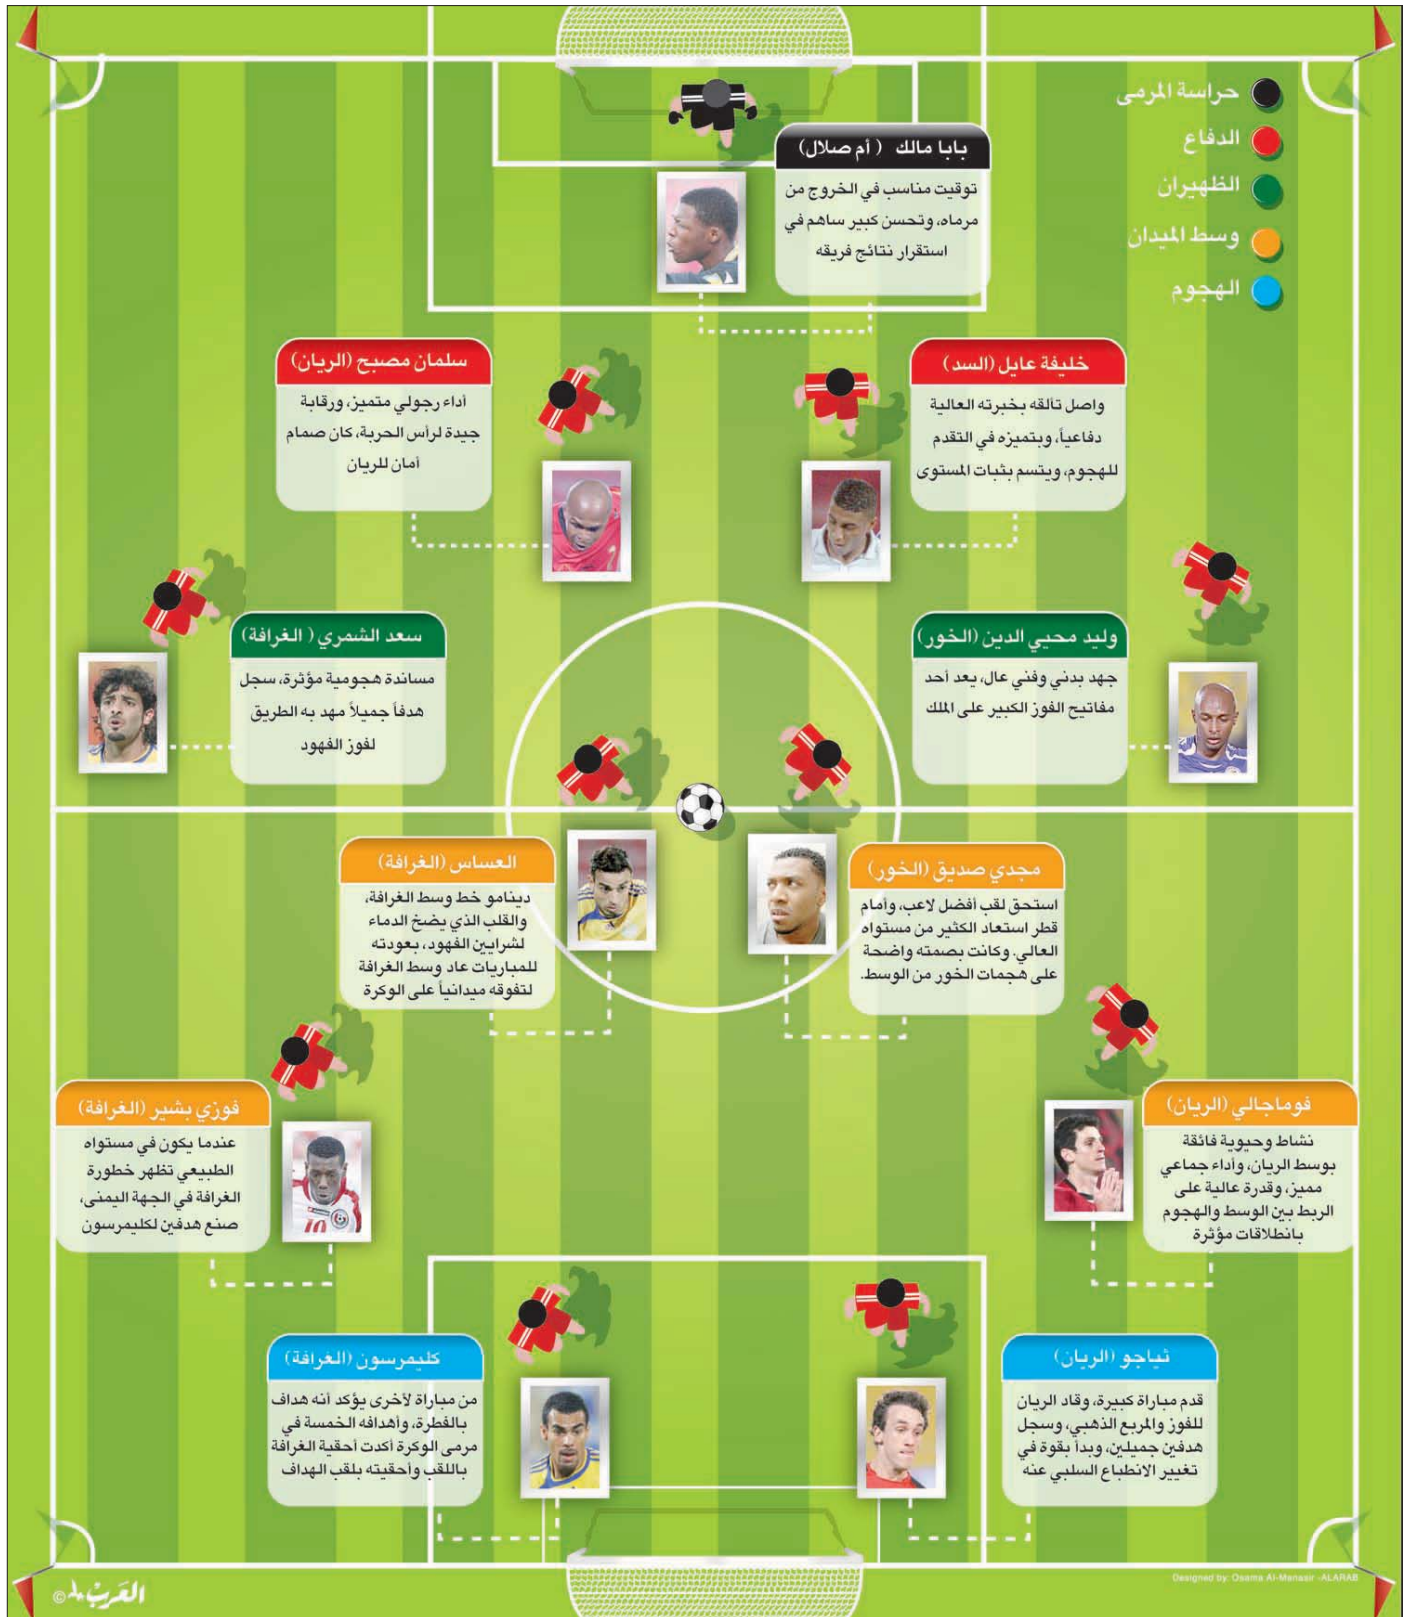 حراسة المرمى
الدفاع
الظهيران
وسط الميدان
الهجوم
بابا مالك ( أم صلال)
توقيت مناسب في الخروج من
مرماه، وتحسن كبير ساهم في
استقرار نتائج فريقه
خليفة عايل (السد)
واصل تألقه بخبرته العالية
دفاعياً، وبتميزه في التقدم
للهجوم، ويتسم بثبات المستوى
سلمان مصبح (الريان)
أداء رجولي متميز، ورقابة
جيدة لرأس الحربة، كان صمام
أمان للريان
وليد محيي الدين (الخور)
جهد بدني وفني عال، يعد أحد
مفاتيح الفوز الكبير على الملك
سعد الشمري ( الغرافة)
مساندة هجومية مؤثرة، سجل
هدفاً جميلاً مهد به الطريق
لفوز الفهود
مجدي صديق (الخور)
استحق لقب أفضل لاعب، وأمام
قطر استعاد الكثير من مستواه
العالي. وكانت بصمته واضحة
على هجمات الخور من الوسط.
العساس (الغرافة)
دينامو خط وسط الغرافة،
والقلب الذي يضخ الدماء
لشرايين الفهود، بعودته
للمباريات عاد وسط الغرافة
لتفوقه ميدانياً على الوكرة
فوماجالي (الريان)
نشاط وحيوية فائقة
بوسط الريان، وأداء جماعي
مميز، وقدرة عالية على
الربط بين الوسط والهجوم
بانطلاقات مؤثرة
فوزي بشير (الغرافة)
عندما يكون في مستواه
الطبيعي تظهر خطورة
الغرافة في الجهة اليمنى،
صنع هدفين لكليمرسون
10
ثياجو (الريان)
قدم مباراة كبيرة، وقاد الريان
للفوز والمربع الذهبي، وسجل
هدفين جميلين، وبدأ بقوة في
تغيير الانطباع السلبي عنه
كليمرسون (الغرافة)
من مباراة لأخرى يؤكد أنه هداف
بالفطرة، وأهدافه الخمسة في
مرمى الوكرة أكدت أحقية الغرافة
باللقب وأحقيته بلقب الهداف
Designed by: Osama Al-Manasir -ALARAB
العرب ©